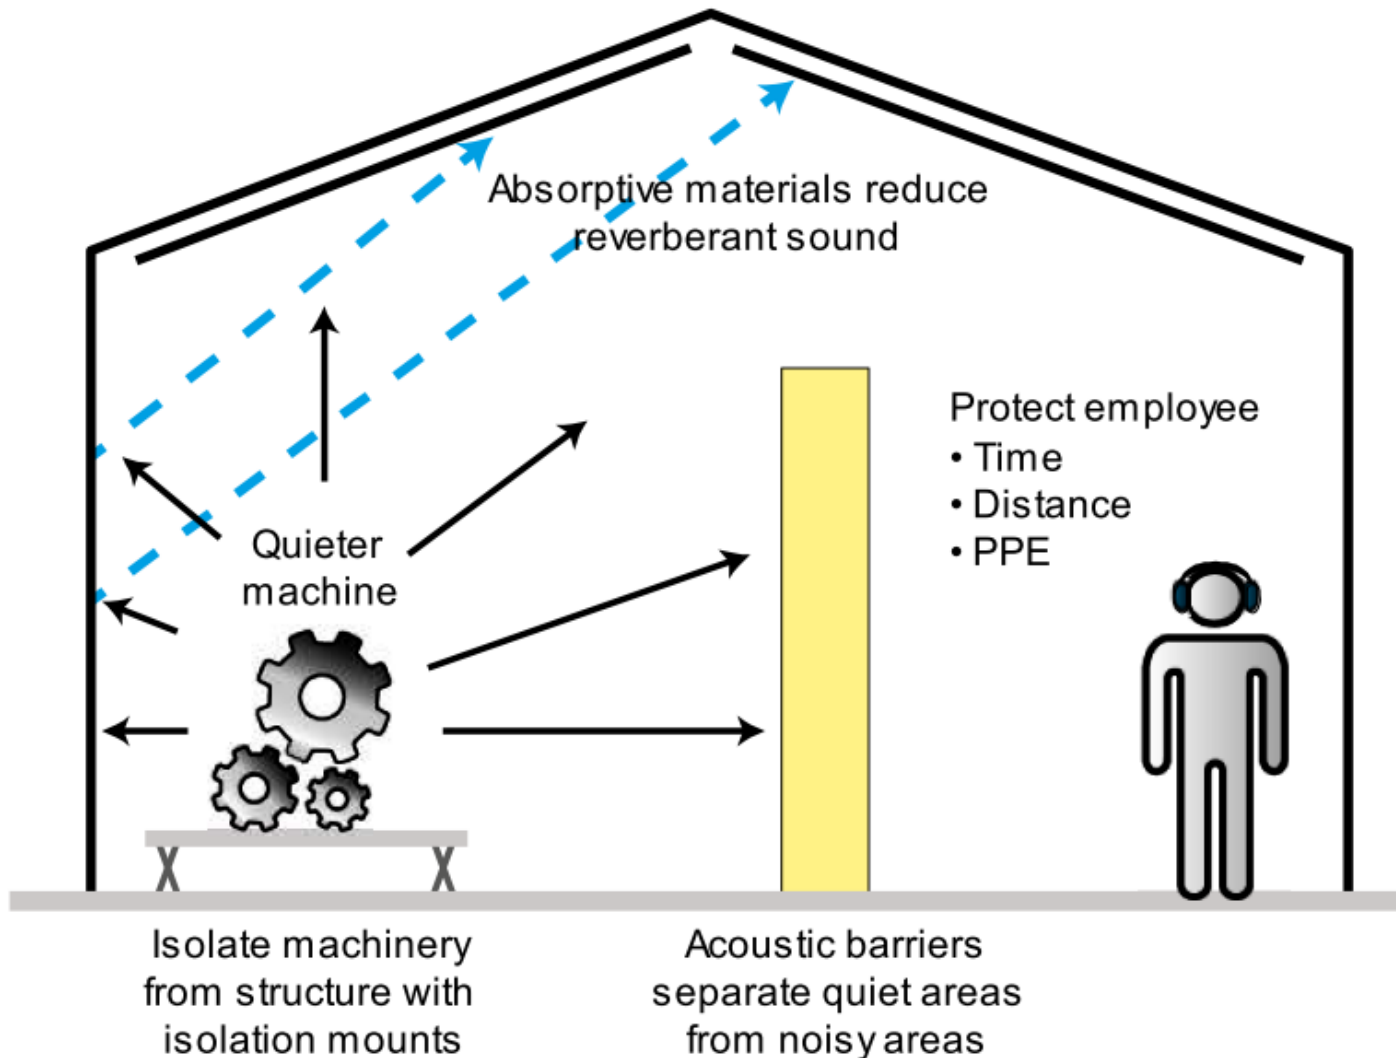 Absorptive materials reduce
reverberant sound
Protect employee
• Time
• Distance
• PPE
Quieter
machine
Isolate machinery
from structure with
isolation mounts
Acoustic barriers
separate quiet areas
from noisy areas